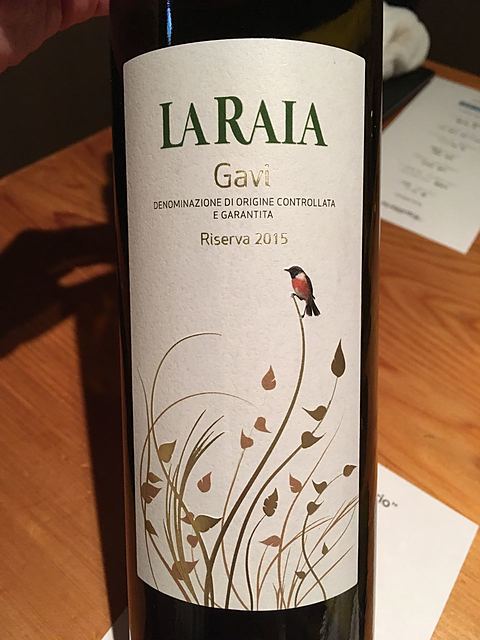 LA RAIA
Gavi
DENOMINAZIONE DI ORIGINE CONTROLLATA
E GARANTITA
Riserva 2015